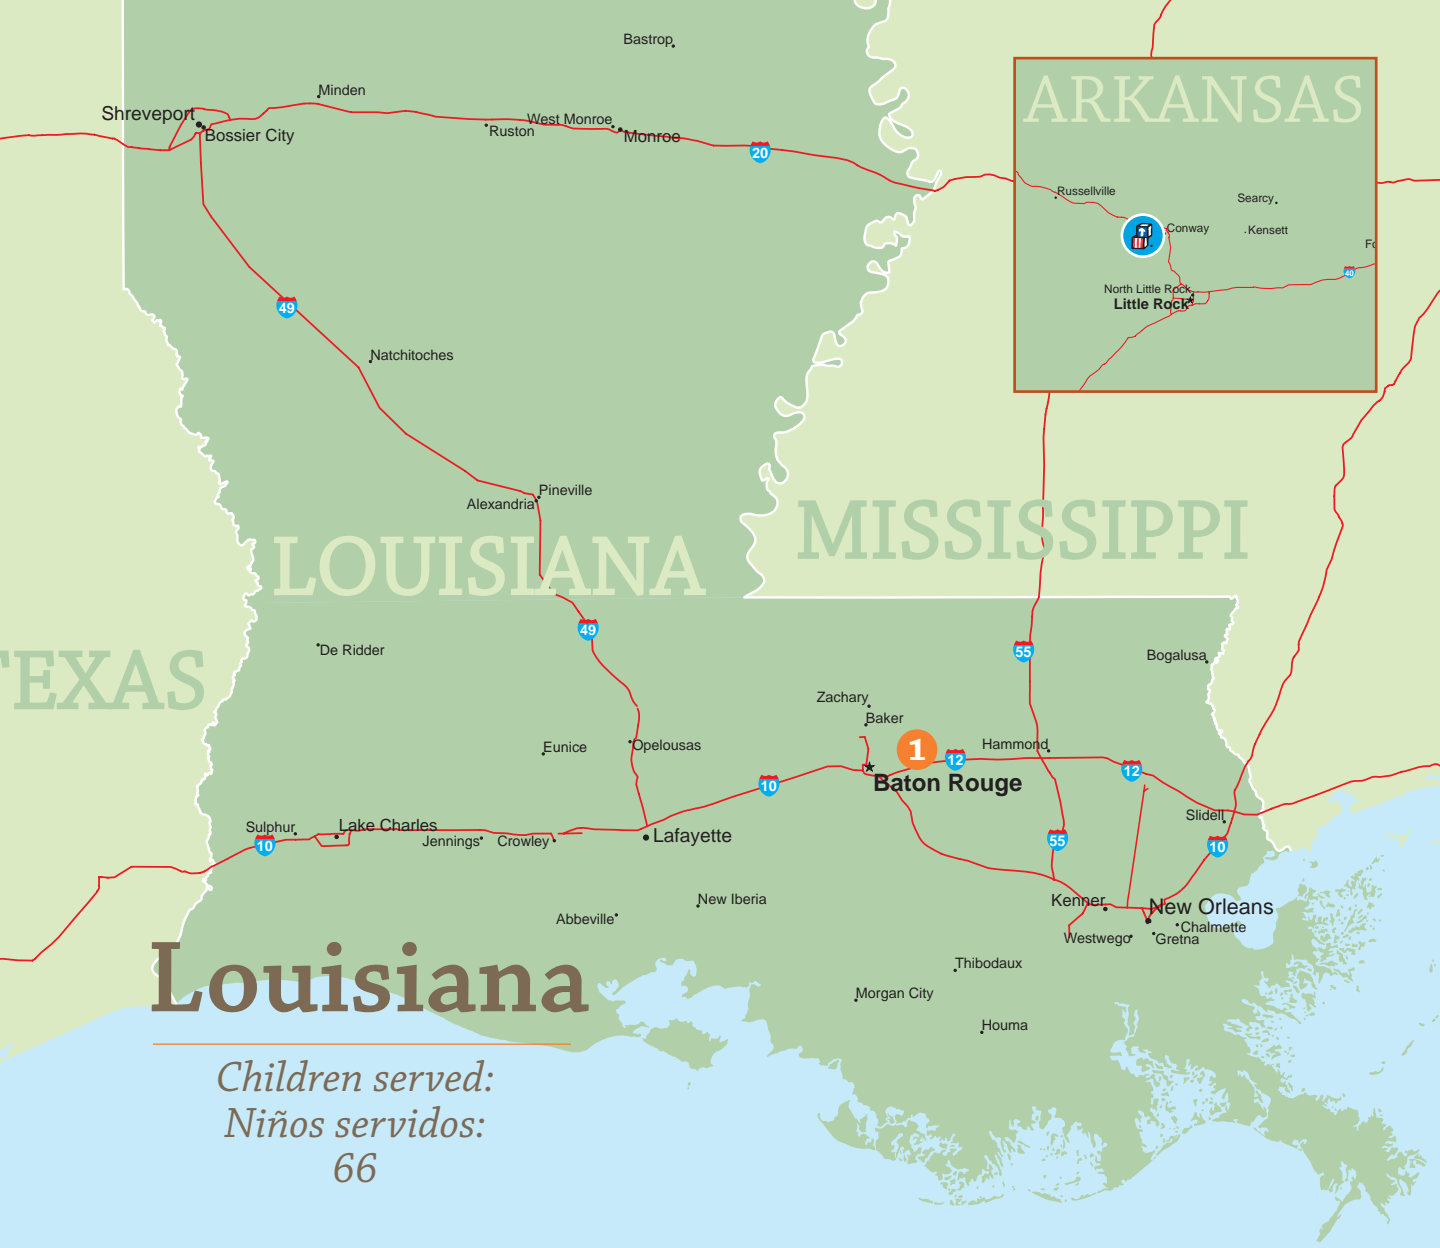 Bastrop
ARKANSAS
Minden
Shreveport
West Monroe
Bossier City
Ruston
Monroe
20
Russellville
Searcy
Conway
Kensett
Fo
40
North Little Rock
Little Rock
49
Natchitoches
Pineville
Alexandria
MISSISSIPPI
LOUISIANA
49
De Ridder
55
Bogalusa
TEXAS
Zachary
Baker
Eunice
Opelousas
1
12
Hammond
12
Baton Rouge
10
Sulphur
Lake Charles
Slidell
10
Jennings
Crowley
Lafayette
55
10
Kenner
New Orleans
New Iberia
Abbeville
Chalmette
Westwego
Gretna
Louisiana
Thibodaux
Morgan City
Houma
Children served:
Niños servidos:
66